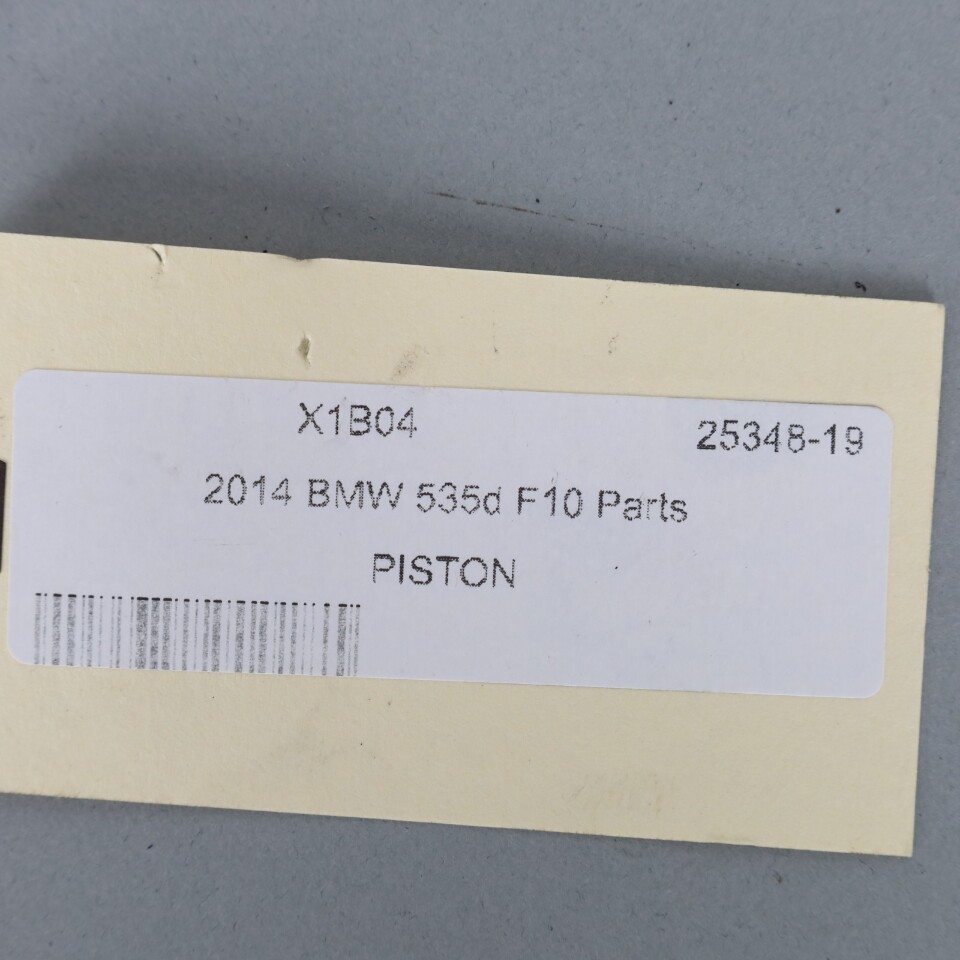 X1B04 25348-19
2014 BMW 535d F10 Parts
PISTON